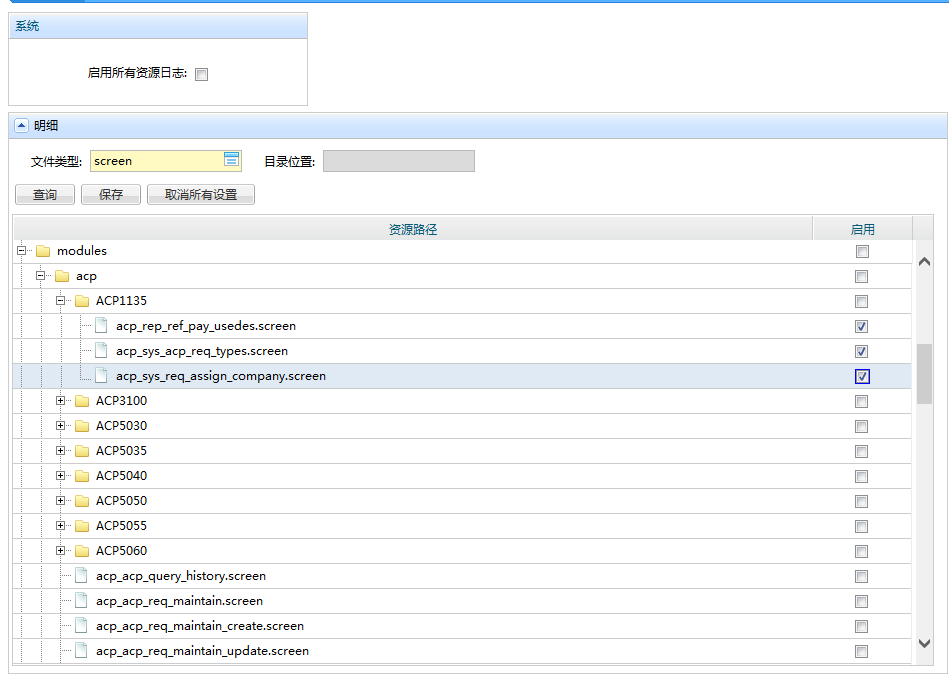 系统
启用所有资源日志:
明细
文件类型: screen 目录位置:
查询 保存 取消所有设置
资源路径 启用
modules
acp
ACP1135
acp_rep_ref_pay_usedes.screen
acp_sys_acp_req_types.screen
acp_sys_req_assign_company.screen
ACP3100
ACP5030
ACP5035
ACP5040
ACP5050
ACP5055
ACP5060
acp_acp_query_history.screen
acp_acp_req_maintain.screen
acp_acp_req_maintain_create.screen
acp_acp_req_maintain_update.screen